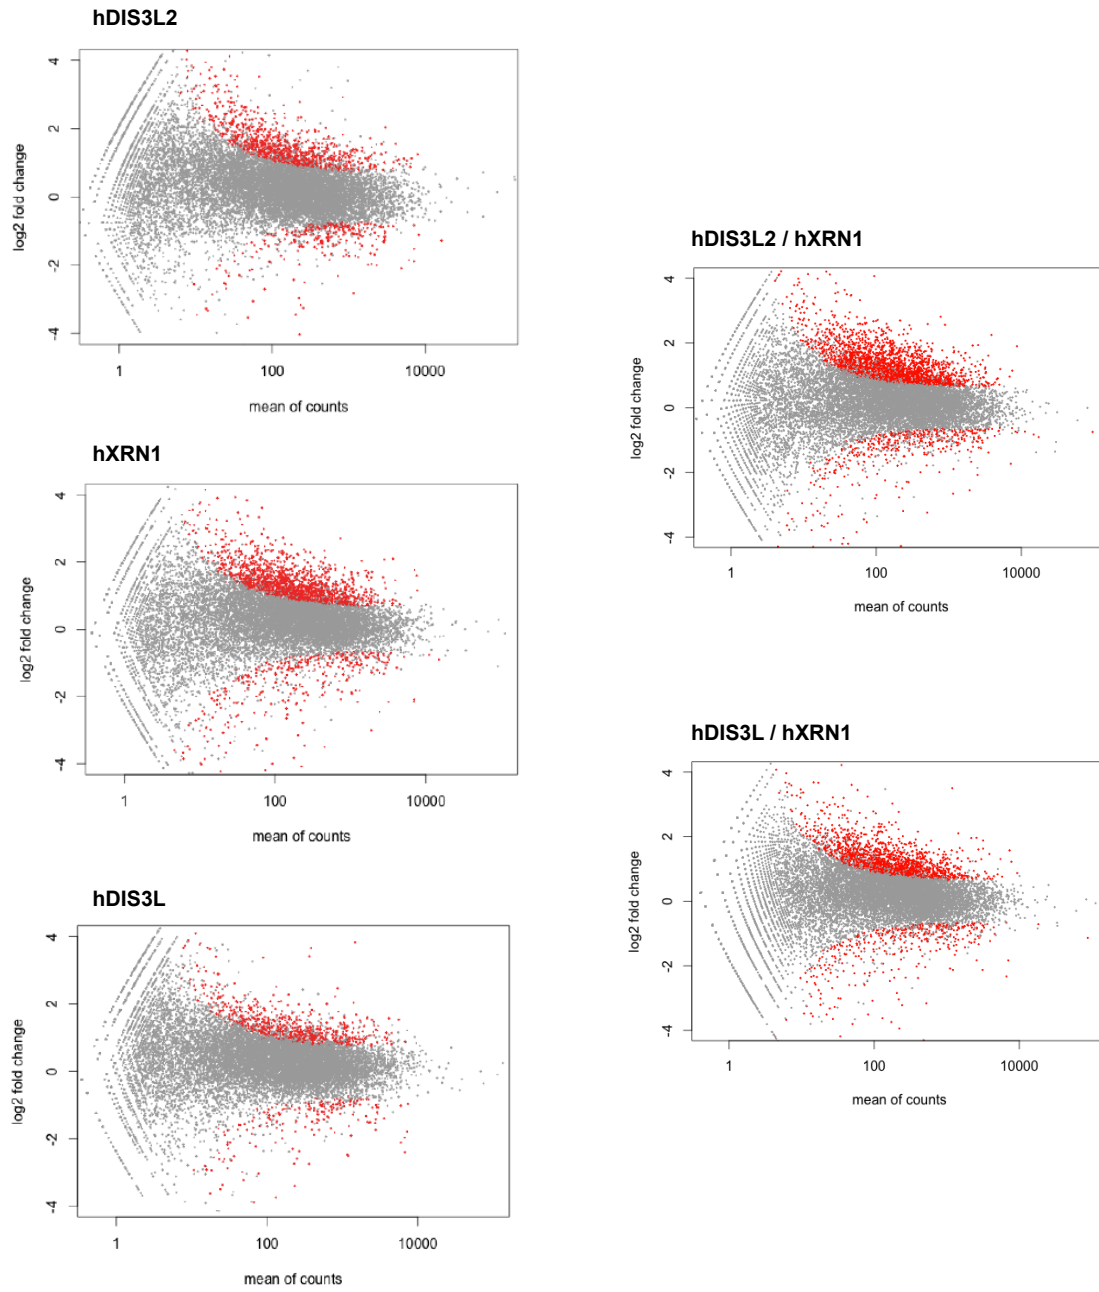 hDIS3L2
4
2
0
-2
-4
log2 fold change
1
100
10000
mean of counts
hXRN1
4
2
0
-2
-4
log2 fold change
1
100
10000
mean of counts
hDIS3L
4
2
0
-2
-4
log2 fold change
1
100
10000
mean of counts
hDIS3L2 / hXRN1
4
2
0
-2
-4
log2 fold change
1
100
10000
mean of counts
hDIS3L / hXRN1
4
2
0
-2
-4
log2 fold change
1
100
10000
mean of counts